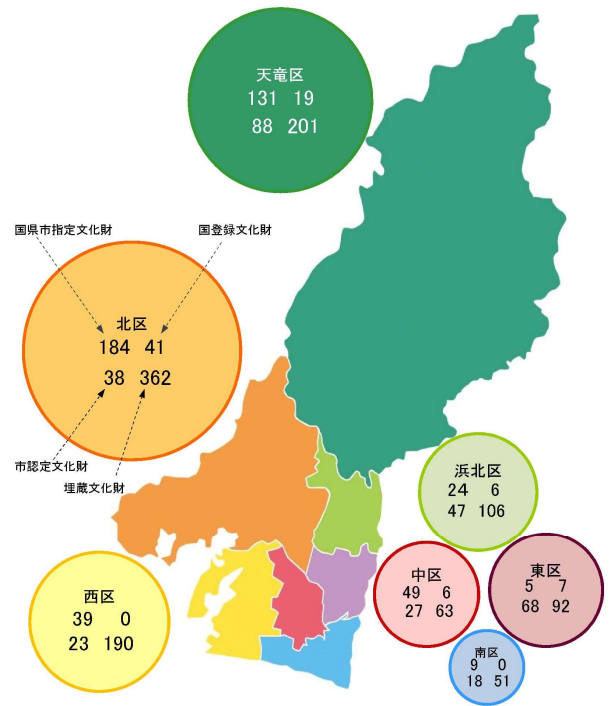 天竜区
131 19
88 201
国県市指定文化財
国登録文化財
北区
184 41
38 362
市認定文化財
埋蔵文化財
浜北区
24 6
47 106
西区
39 0
23 190
中区
49 6
27 63
東区
5 7
68 92
南区
9 0
18 51